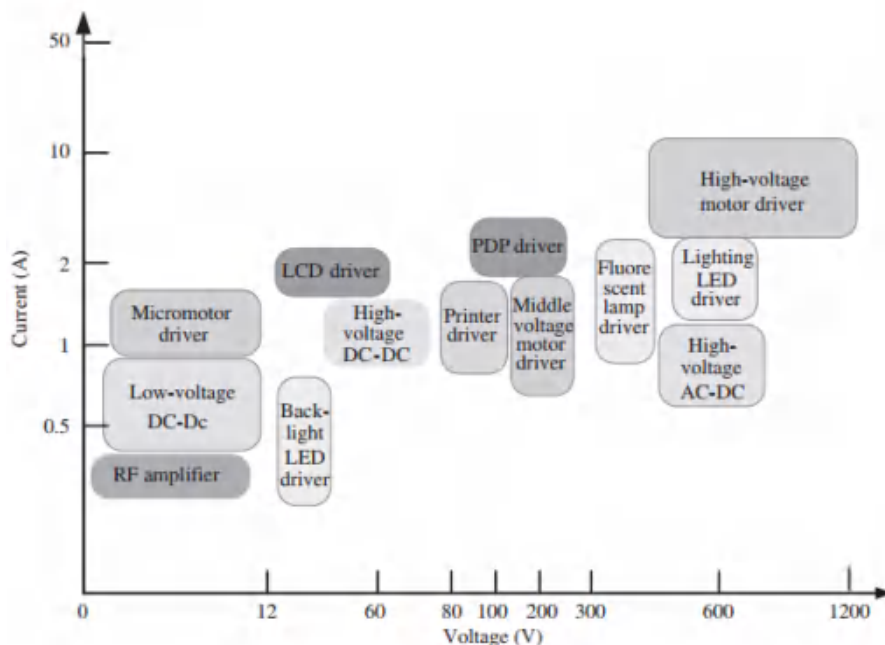 50
10
2
1
0.5
Current (A)
High-voltage
motor driver
PDP driver
LCD driver
Fluore
scent
lamp
driver
Lighting
LED
driver
Micromotor
driver
High-
voltage
DC-DC
Printer
driver
Middle
voltage
motor
driver
High-
voltage
AC-DC
Low-voltage
DC-Dc
Back-
light
LED
driver
RF amplifier
0
12
60
80
100
200
300
600
1200
Voltage (V)